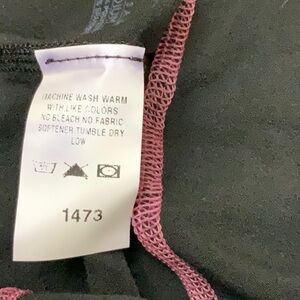 MACHINE WASH WARM
WITH LIKE COLORS
NO BLEACH NO FABRIC
SOFTENER TUMBLE DRY
LOW
1473